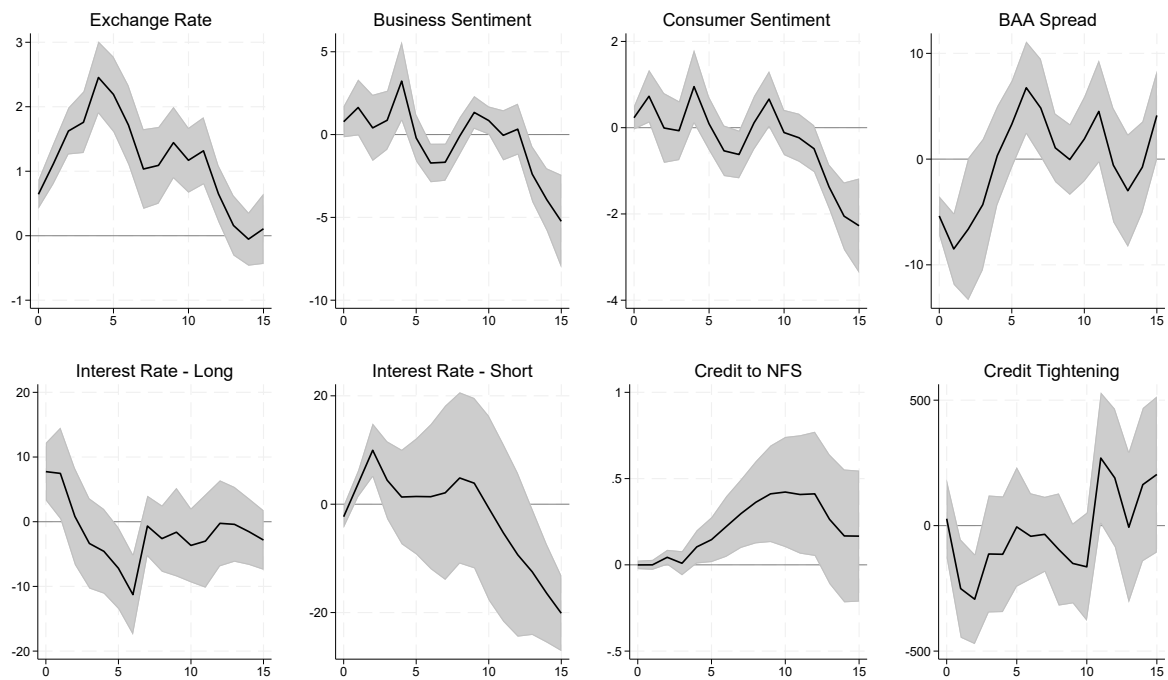 Exchange Rate
3
2
1
0
-1
0 5 10 15
Business Sentiment
5
0
-5
-10
0 5 10 15
Consumer Sentiment
2
0
-2
-4
0 5 10 15
BAA Spread
10
0
-10
0 5 10 15
Interest Rate - Long
20
10
0
-10
-20
0 5 10 15
Interest Rate - Short
20
0
-20
0 5 10 15
Credit to NFS
1
.5
0
-.5
0 5 10 15
Credit Tightening
500
0
-500
0 5 10 15